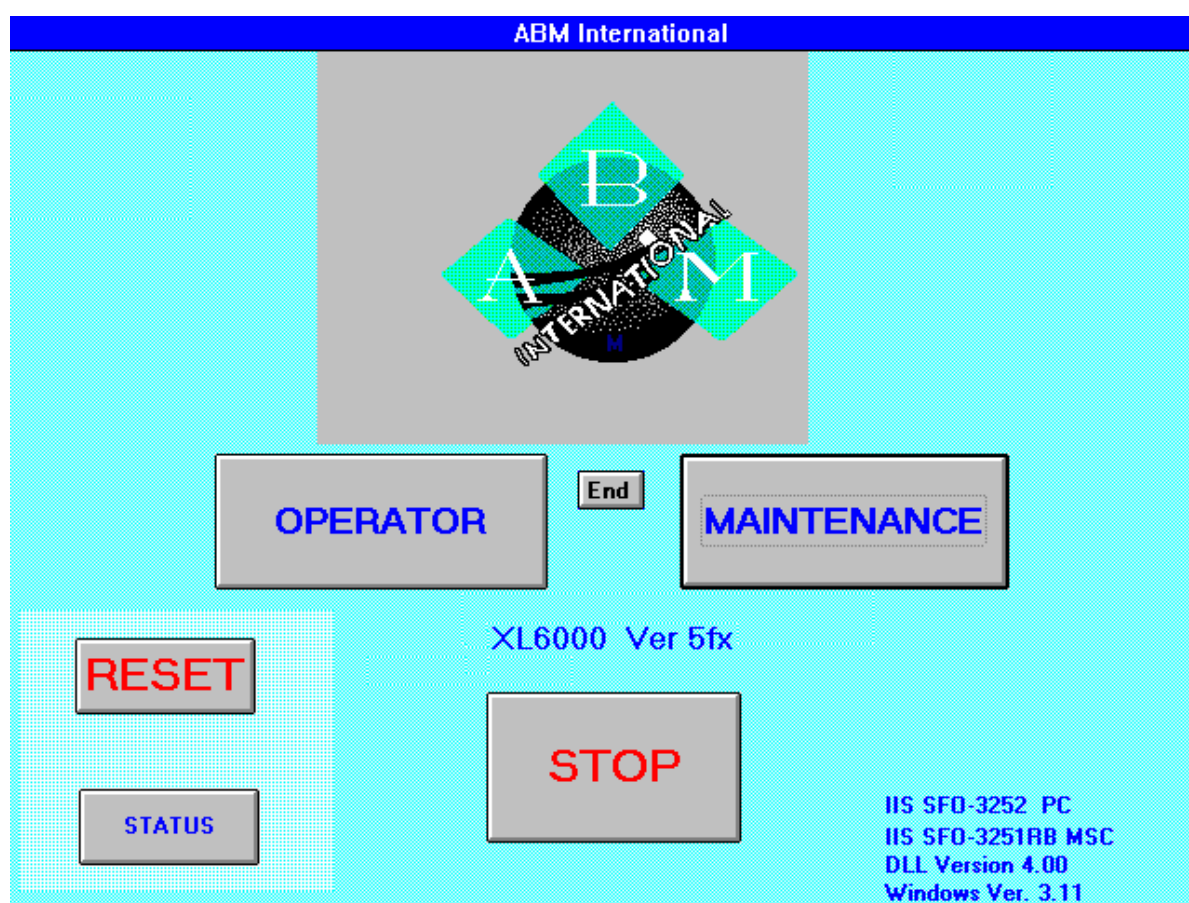 ABM International
B
A
M
INTERNATIONAL
M
OPERATOR
End
MAINTENANCE
XL6000 Ver 5fx
RESET
STOP
STATUS
IIS SFO-3252 PC
IIS SFO-3251RB MSC
DLL Version 4.00
Windows Ver. 3.11